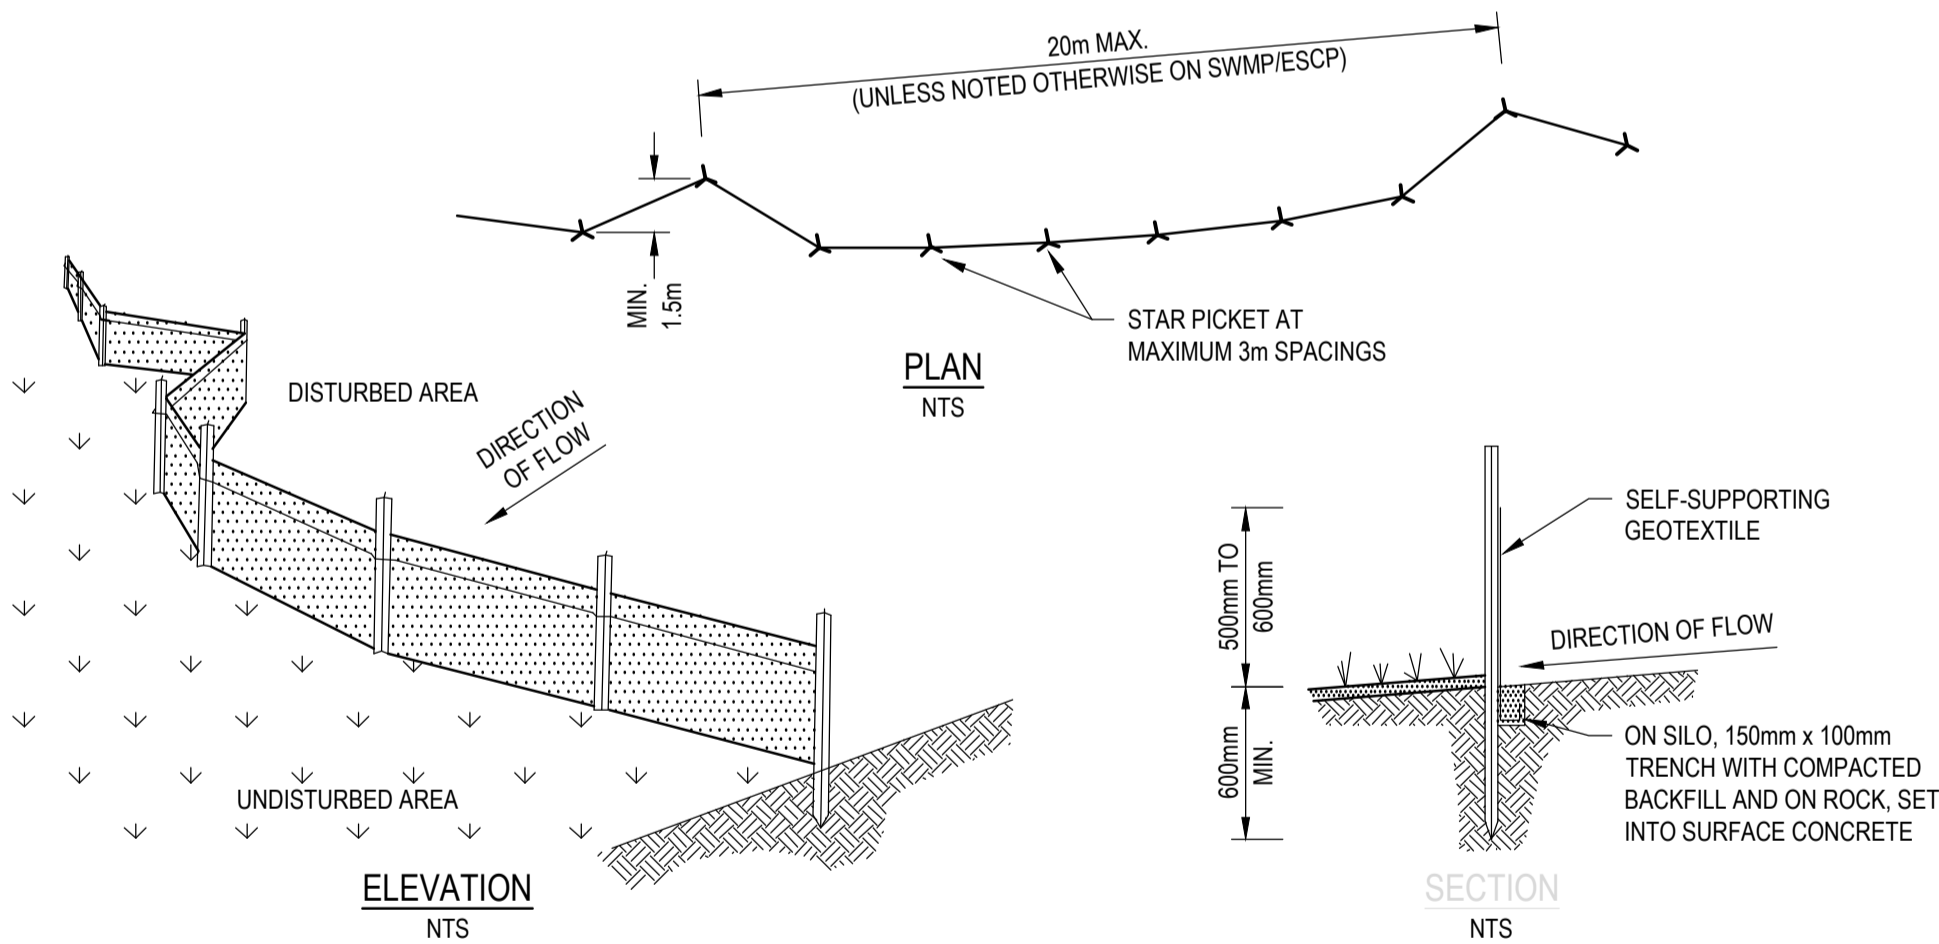 20m MAX.
(UNLESS NOTED OTHERWISE ON SWMP/ESCP)
MIN.
1.5m
STAR PICKET AT
MAXIMUM 3m SPACINGS
PLAN
NTS
DISTURBED AREA
DIRECTION
OF FLOW
UNDISTURBED AREA
ELEVATION
NTS
SELF-SUPPORTING
GEOTEXTILE
500mm TO
600mm
DIRECTION OF FLOW
600mm
MIN.
ON SILO, 150mm x 100mm
TRENCH WITH COMPACTED
BACKFILL AND ON ROCK, SET
INTO SURFACE CONCRETE
SECTION
NTS